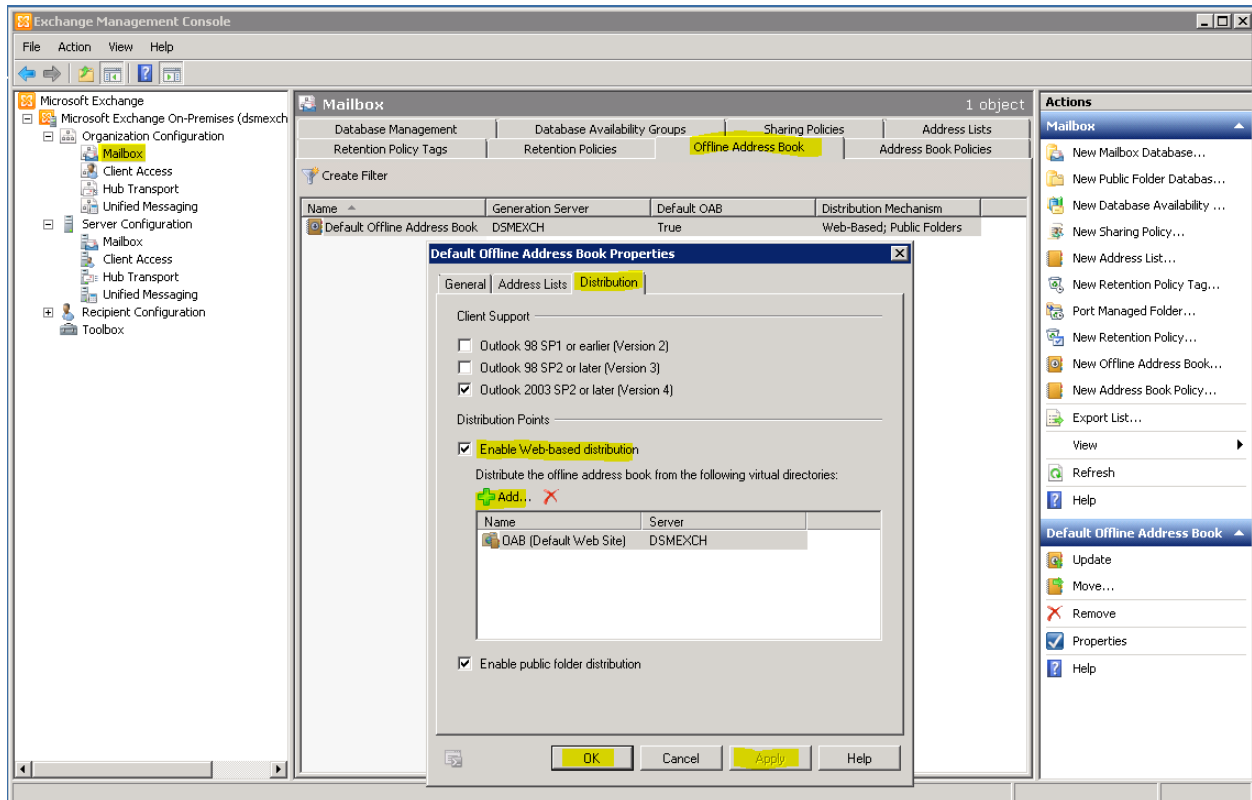 Exchange Management Console
File Action View Help
Microsoft Exchange
Microsoft Exchange On-Premises (dsmexch
Organization Configuration
Mailbox
Client Access
Hub Transport
Unified Messaging
Server Configuration
Mailbox
Client Access
Hub Transport
Unified Messaging
Recipient Configuration
Toolbox
Mailbox 1 object
Database Management Database Availability Groups Sharing Policies Address Lists
Retention Policy Tags Retention Policies Offline Address Book Address Book Policies
Create Filter
Name Generation Server Default OAB Distribution Mechanism
Default Offline Address Book DSMEXCH True Web-Based; Public Folders
Default Offline Address Book Properties
General Address Lists Distribution
Client Support
Outlook 98 SP1 or earlier (Version 2)
Outlook 98 SP2 or later (Version 3)
Outlook 2003 SP2 or later (Version 4)
Distribution Points
Enable Web-based distribution
Distribute the offline address book from the following virtual directories:
Add...
Name Server
OAB (Default Web Site) DSMEXCH
Enable public folder distribution
OK Cancel Apply Help
Actions
Mailbox
New Mailbox Database...
New Public Folder Databas...
New Database Availability ...
New Sharing Policy...
New Address List...
New Retention Policy Tag...
Port Managed Folder...
New Retention Policy...
New Offline Address Book...
New Address Book Policy...
Export List...
View
Refresh
Help
Default Offline Address Book
Update
Move...
Remove
Properties
Help